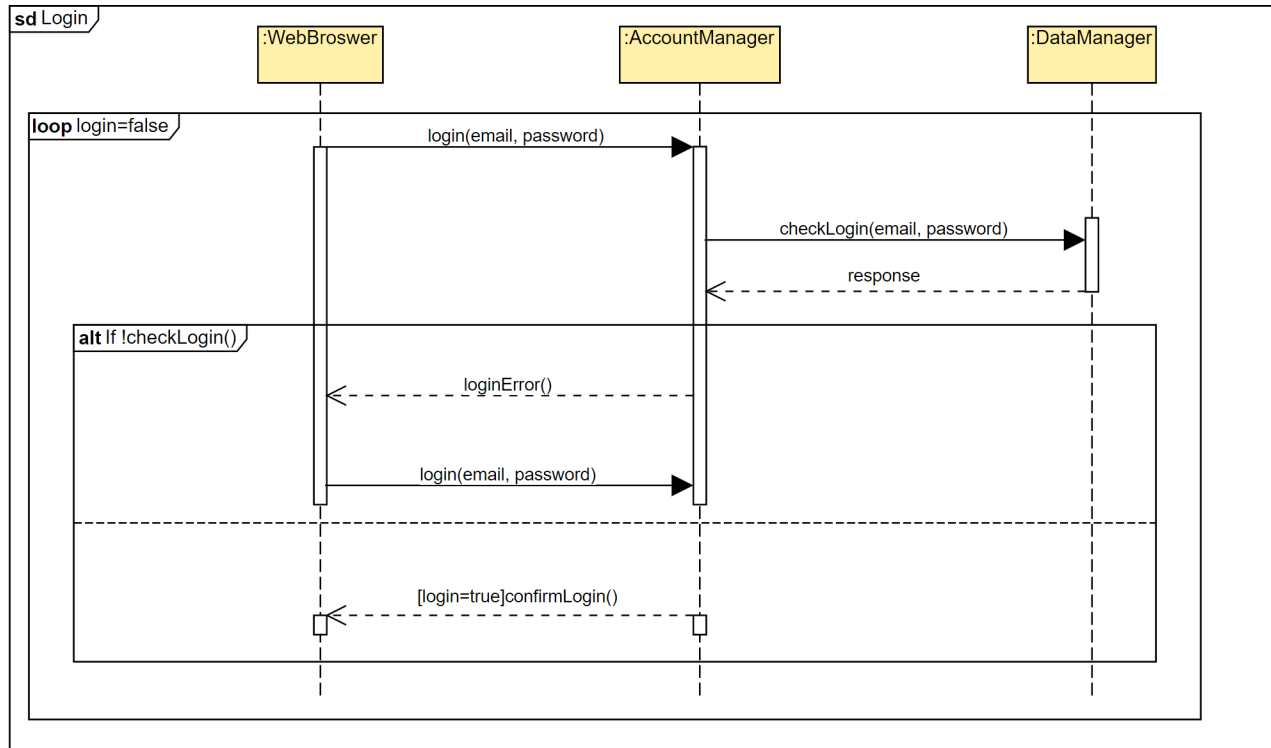 sd Login
:WebBroswer
:AccountManager
:DataManager
loop login=false
login(email, password)
checkLogin(email, password)
response
alt If !checkLogin()
loginError()
login(email, password)
[login=true]confirmLogin()